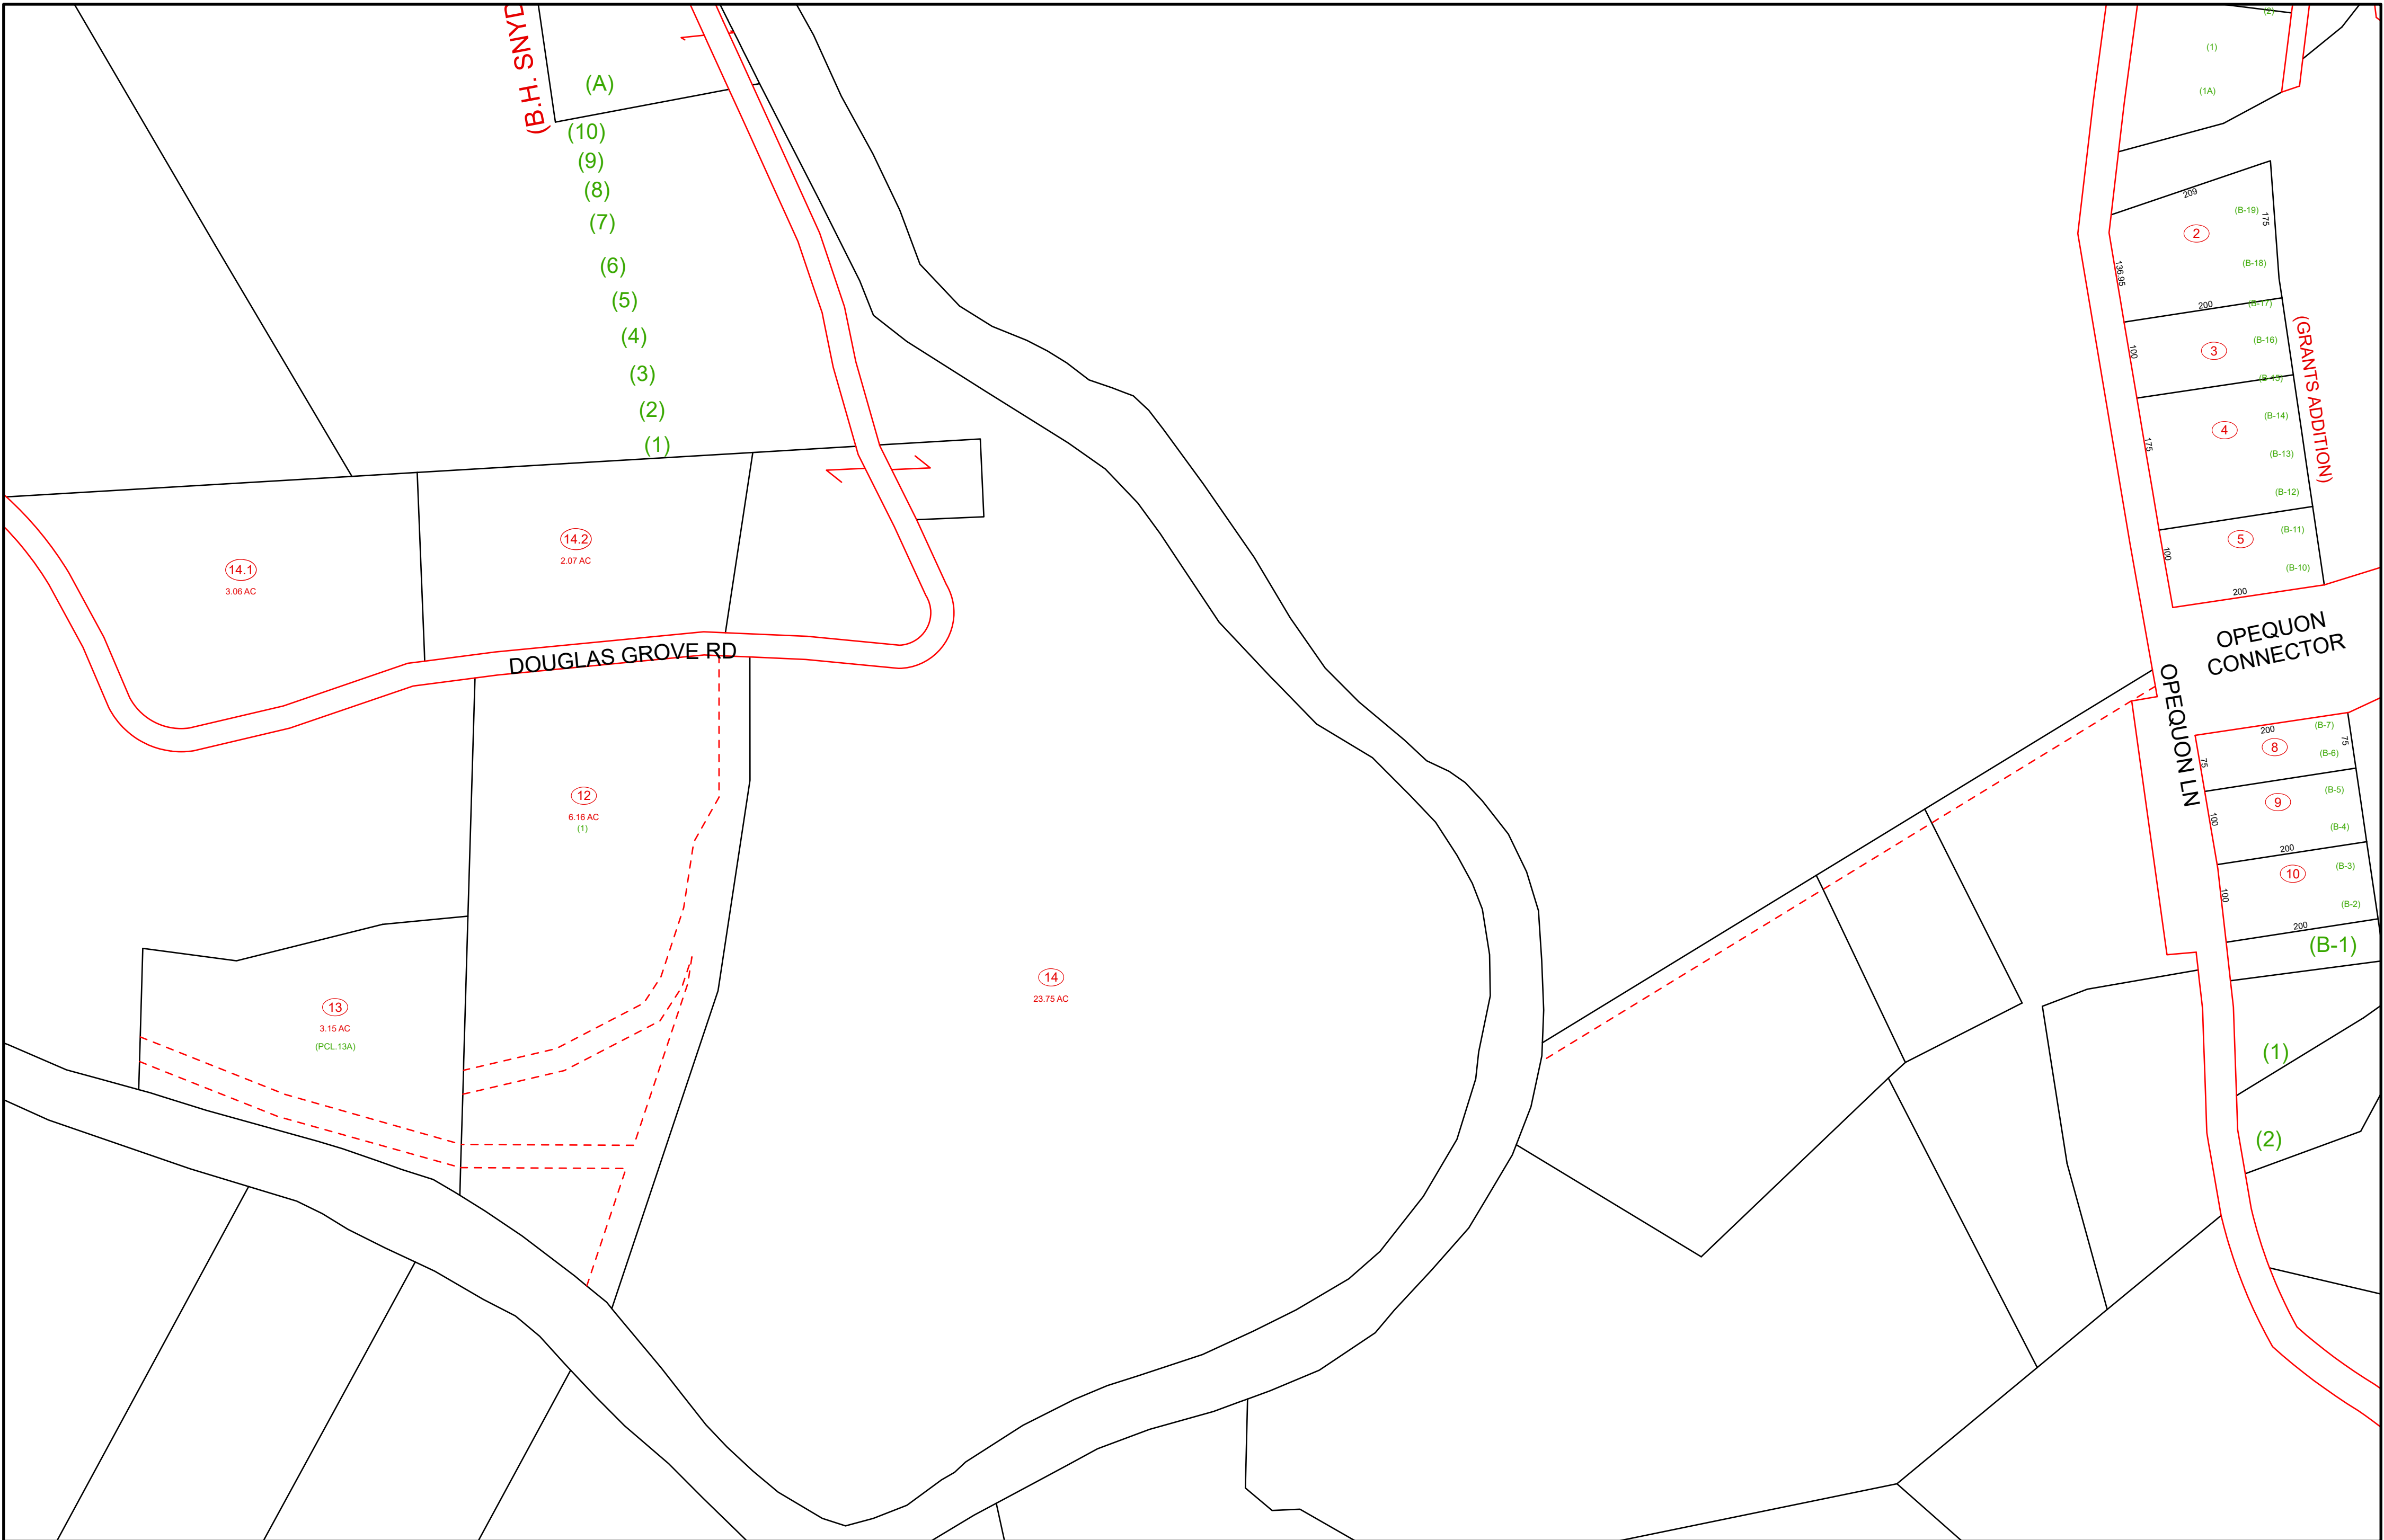 (B.H. SNYD
(A)
(10)
(9)
(8)
(7)
(6)
(5)
(4)
(3)
(2)
(1)
14.1
3.06 AC
14.2
2.07 AC
DOUGLAS GROVE RD
12
6.16 AC
(1)
13
3.15 AC
(PCL.13A)
14
23.75 AC
(2)
(1)
(1A)
209
(B-19)
175
2
(B-18)
136.95
200
(B-17)
3
(B-16)
100
(B-15)
(GRANTS ADDITION)
4
(B-14)
175
(B-13)
(B-12)
5
(B-11)
100
(B-10)
200
OPEQUON
CONNECTOR
OPEQUON LN
200
(B-7)
75
8
(B-6)
75
9
(B-5)
100
(B-4)
200
10
(B-3)
100
(B-2)
200
(B-1)
(1)
(2)